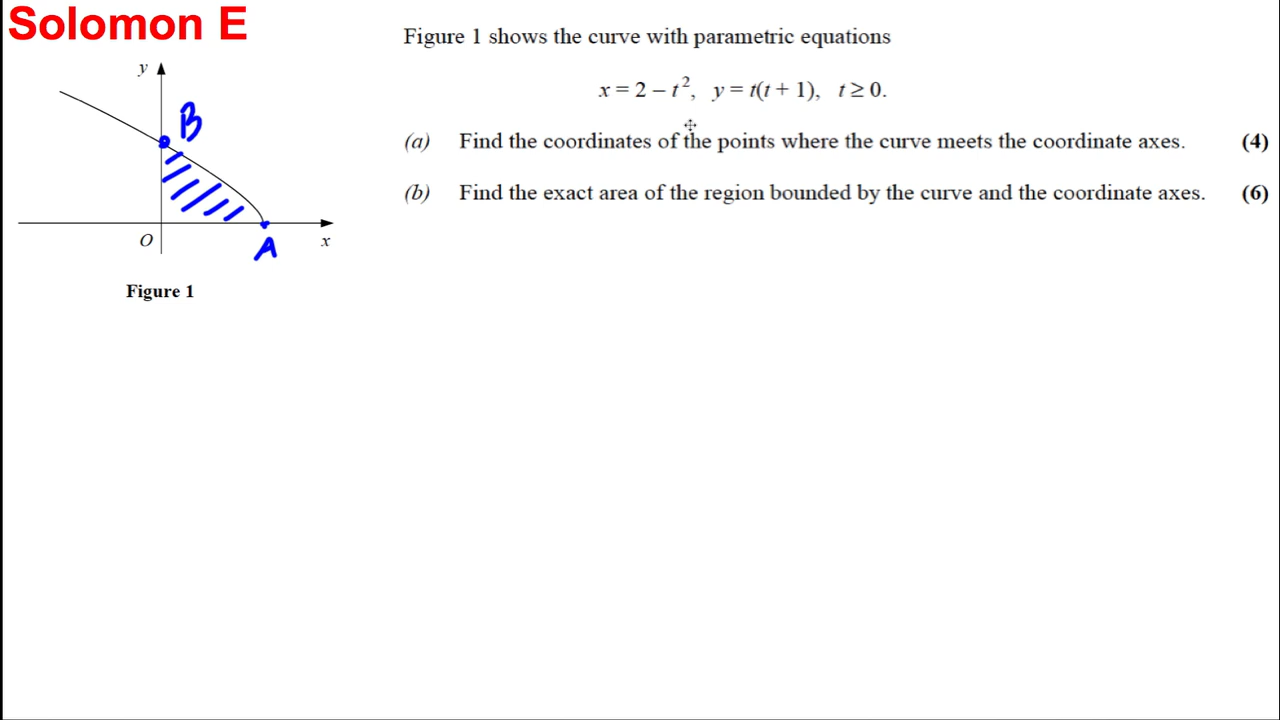 Solomon E
Figure 1 shows the curve with parametric equations
x = 2 − t², y = t(t + 1), t ≥ 0.
(a) Find the coordinates of the points where the curve meets the coordinate axes. (4)
(b) Find the exact area of the region bounded by the curve and the coordinate axes. (6)
y
B
O
A
x
Figure 1